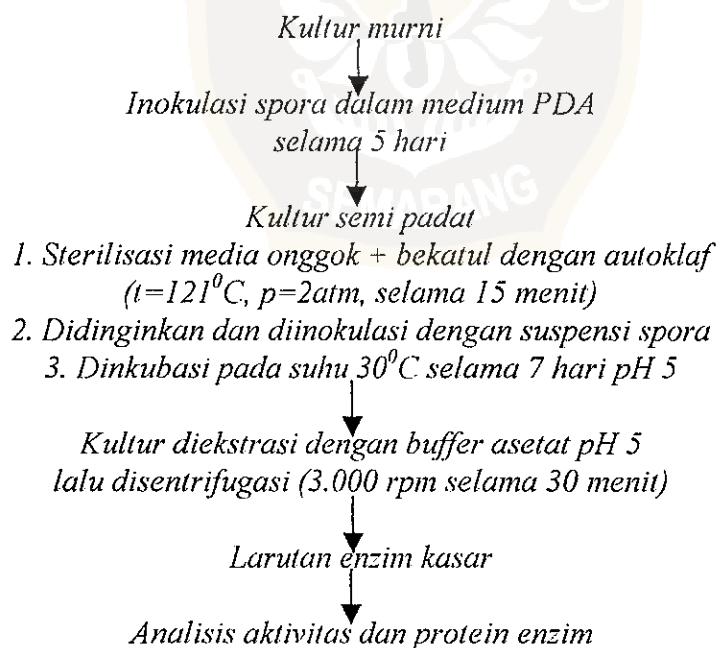 Kultur murni
Inokulasi spora dalam medium PDA
selama 5 hari
SEMARANG
Kultur semi padat
1. Sterilisasi media onggok + bekatul dengan autoklaf
(t=121⁰C, p=2atm, selama 15 menit)
2. Didinginkan dan diinokulasi dengan suspensi spora
3. Dinkubasi pada suhu 30⁰C selama 7 hari pH 5
Kultur diekstrasi dengan buffer asetat pH 5
lalu disentrifugasi (3.000 rpm selama 30 menit)
Larutan enzim kasar
Analisis aktivitas dan protein enzim